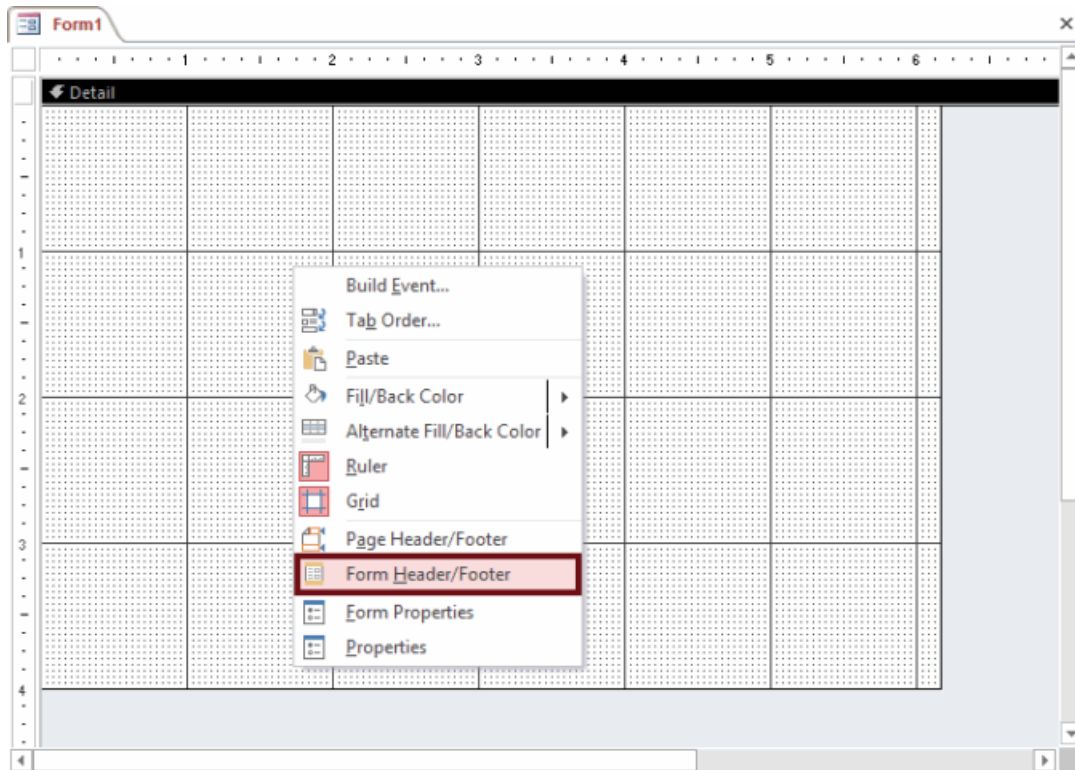 Form1
1 2 3 4 5 6
Detail
1
Build Event...
Tab Order...
Paste
2
Fill/Back Color
Alternate Fill/Back Color
Ruler
Grid
3
Page Header/Footer
Form Header/Footer
Form Properties
Properties
4